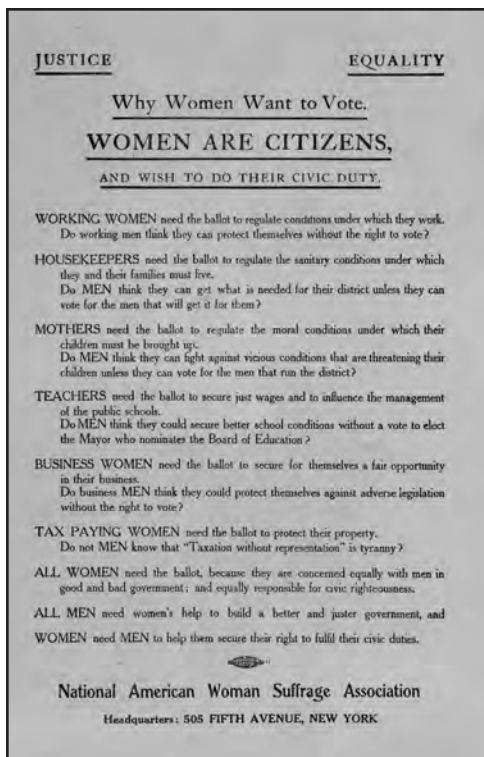 JUSTICE EQUALITY
Why Women Want to Vote.
WOMEN ARE CITIZENS,
AND WISH TO DO THEIR CIVIC DUTY.
WORKING WOMEN need the ballot to regulate conditions under which they work.
Do working men think they can protect themselves without the right to vote?
HOUSEKEEPERS need the ballot to regulate the sanitary conditions under which
they and their families must live.
Do MEN think they can get what is needed for their district unless they can
vote for the men that will get it for them?
MOTHERS need the ballot to regulate the moral conditions under which their
children must be brought up.
Do MEN think they can fight against vicious conditions that are threatening their
children unless they can vote for the men that run the district?
TEACHERS need the ballot to secure just wages and to influence the management
of the public schools.
Do MEN think they could secure better school conditions without a vote to elect
the Mayor who nominates the Board of Education?
BUSINESS WOMEN need the ballot to secure for themselves a fair opportunity
in their business.
Do business MEN think they could protect themselves against adverse legislation
without the right to vote?
TAX PAYING WOMEN need the ballot to protect their property.
Do not MEN know that "Taxation without representation" is tyranny?
ALL WOMEN need the ballot, because they are concerned equally with men in
good and bad government; and equally responsible for civic righteousness.
ALL MEN need women's help to build a better and juster government, and
WOMEN need MEN to help them secure their right to fulfil their civic duties.
National American Woman Suffrage Association
Headquarters: 505 FIFTH AVENUE, NEW YORK